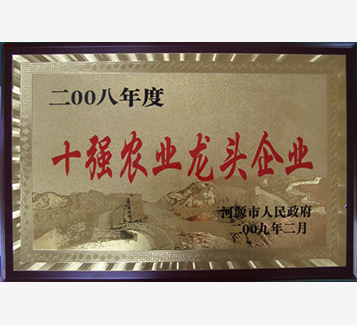 二00八年度
十强农业龙头企业
河源市人民政府
二00九年二月